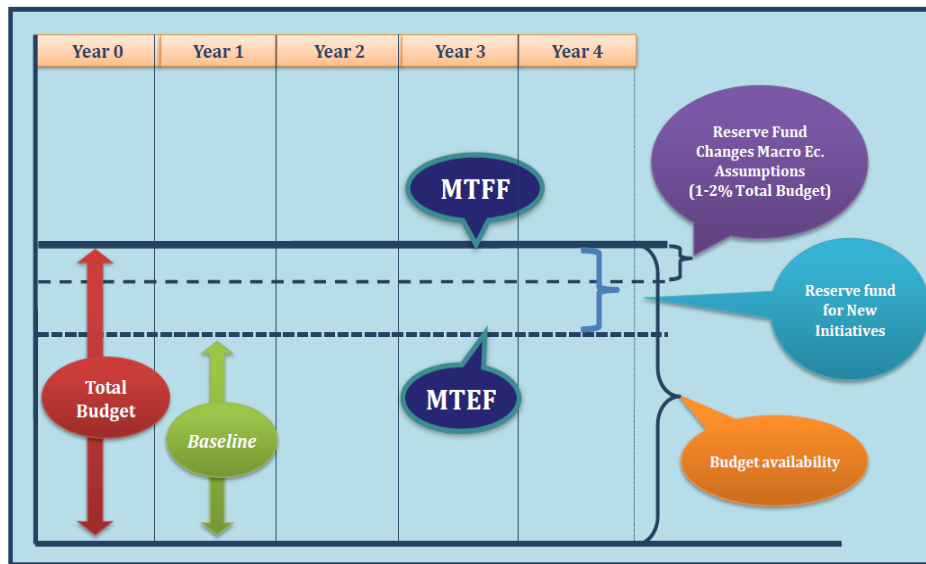 Year 0 Year 1 Year 2 Year 3 Year 4
Reserve Fund
Changes Macro Ec.
Assumptions
(1-2% Total Budget)
MTFF
Reserve fund
for New
Initiatives
Total
Budget
MTEF
Baseline
Budget availability